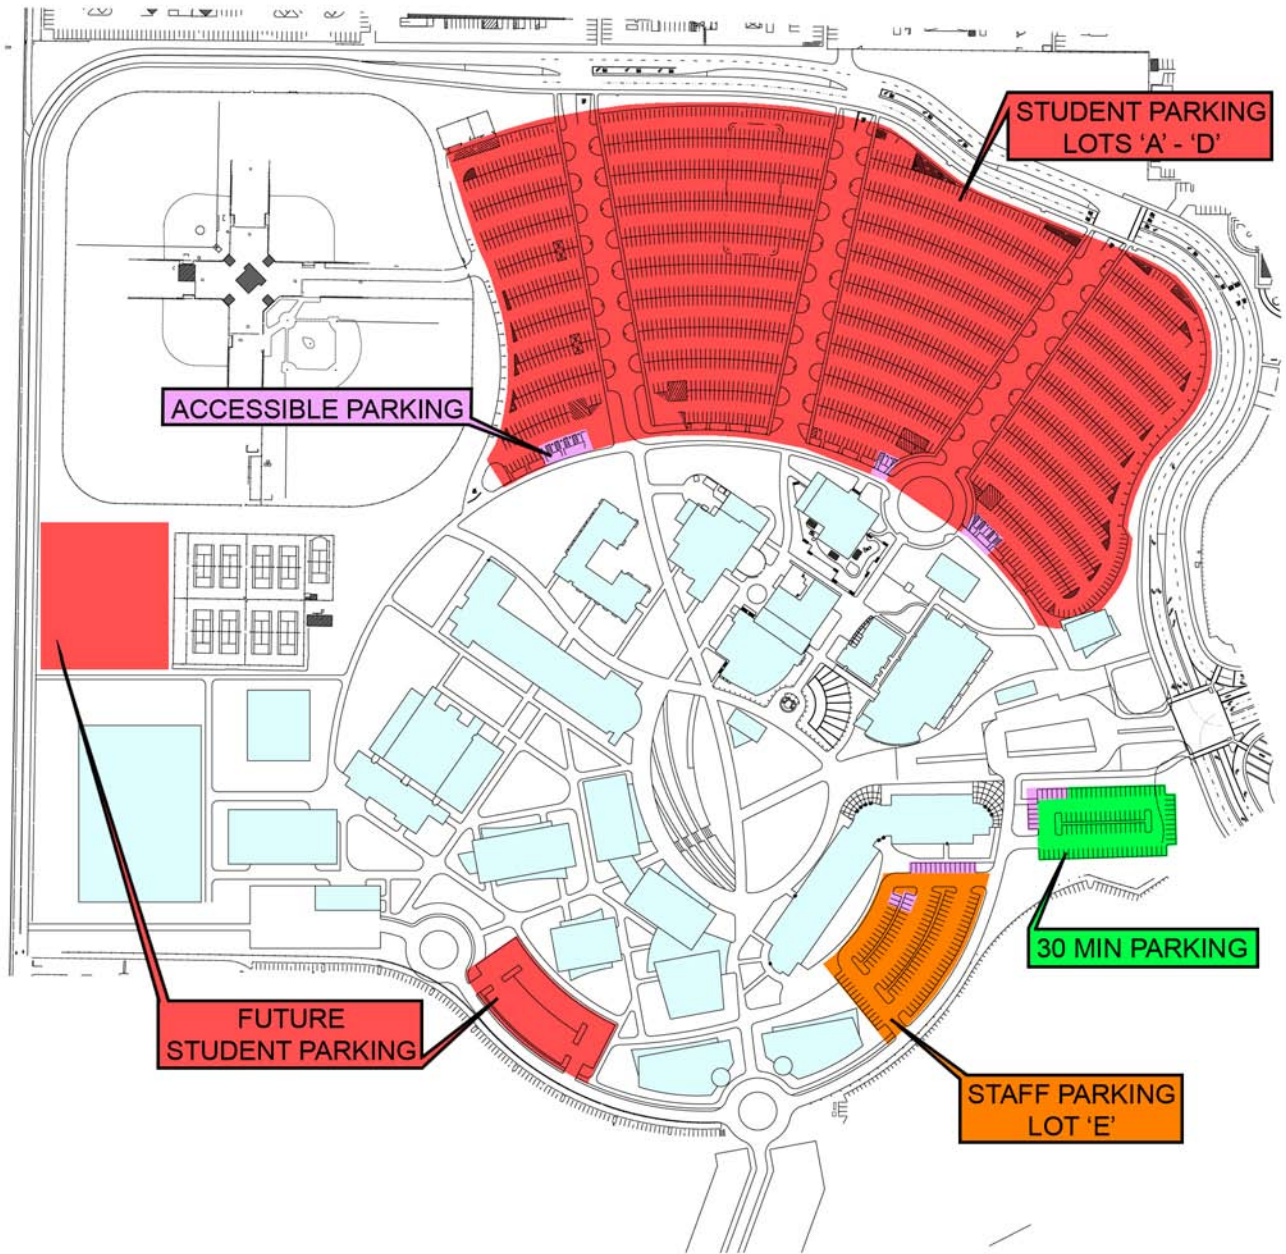 STUDENT PARKING
LOTS ‘A’ - ‘D’
ACCESSIBLE PARKING
30 MIN PARKING
FUTURE
STUDENT PARKING
STAFF PARKING
LOT ‘E’